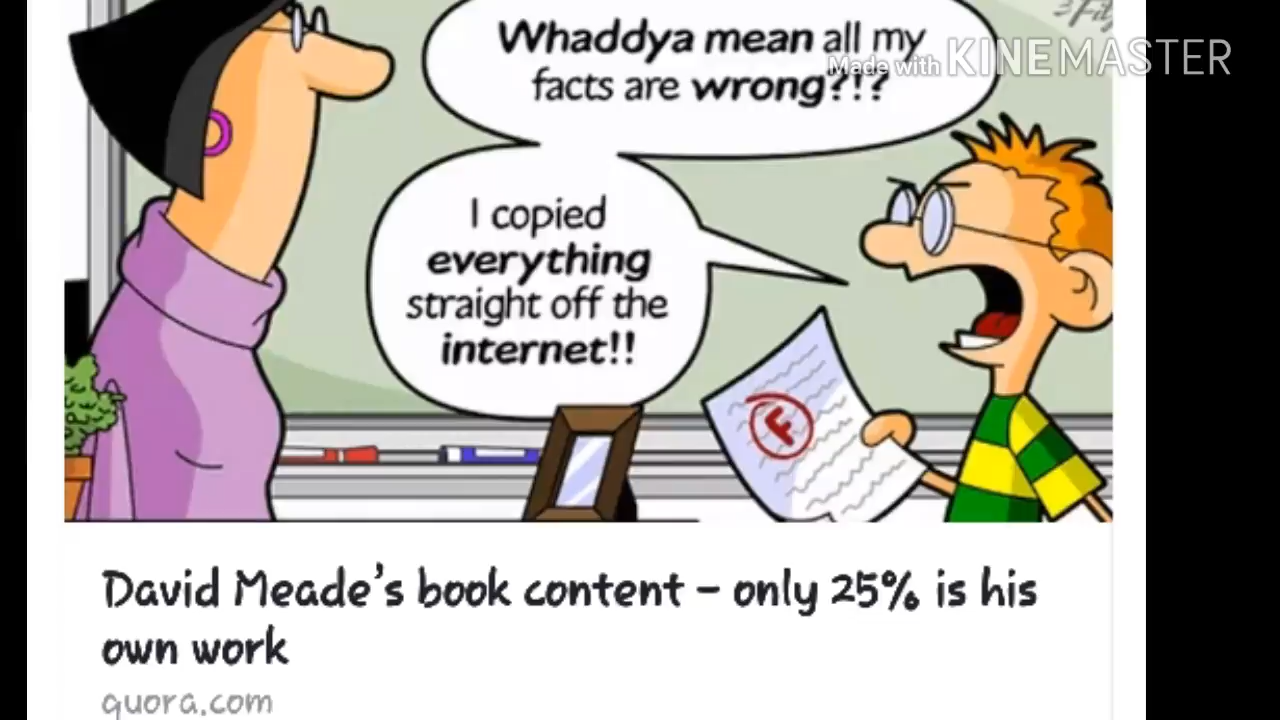 Whaddya mean all my
facts are wrong?!?
Made with KINEMASTER
I copied
everything
straight off the
internet!!
F
David Meade's book content – only 25% is his
own work
quora.com